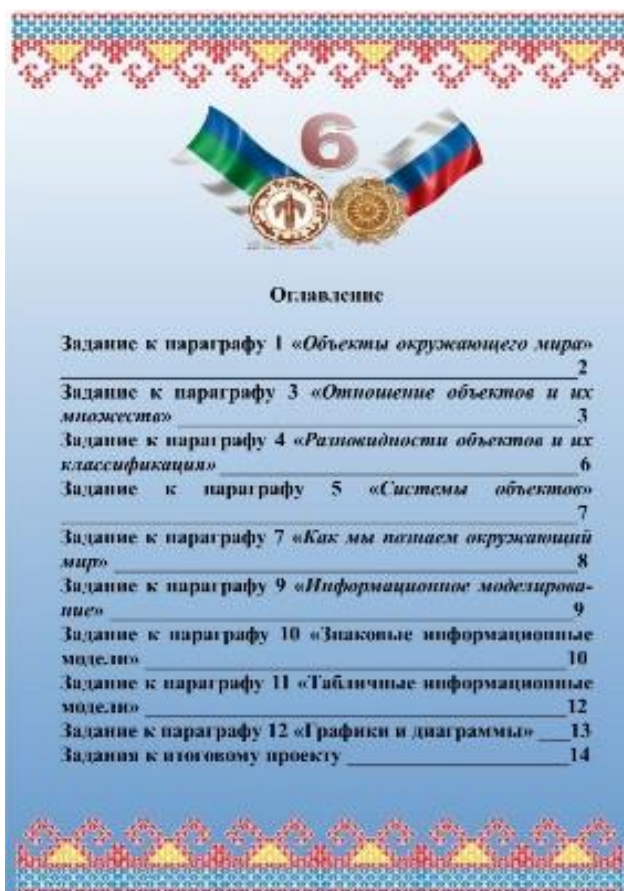 6
Оглавление
Задание к параграфу 1 «Объекты окружающего мира»
2
Задание к параграфу 3 «Отношение объектов и их
множеств» 3
Задание к параграфу 4 «Разновидности объектов и их
классификация» 6
Задание к параграфу 5 «Системы объектов»
7
Задание к параграфу 7 «Как мы познаем окружающий
мир» 8
Задание к параграфу 9 «Информационное моделирова-
ние» 9
Задание к параграфу 10 «Знаковые информационные
модели» 10
Задание к параграфу 11 «Табличные информационные
модели» 12
Задание к параграфу 12 «Графики и диаграммы» 13
Задания к итоговому проекту 14